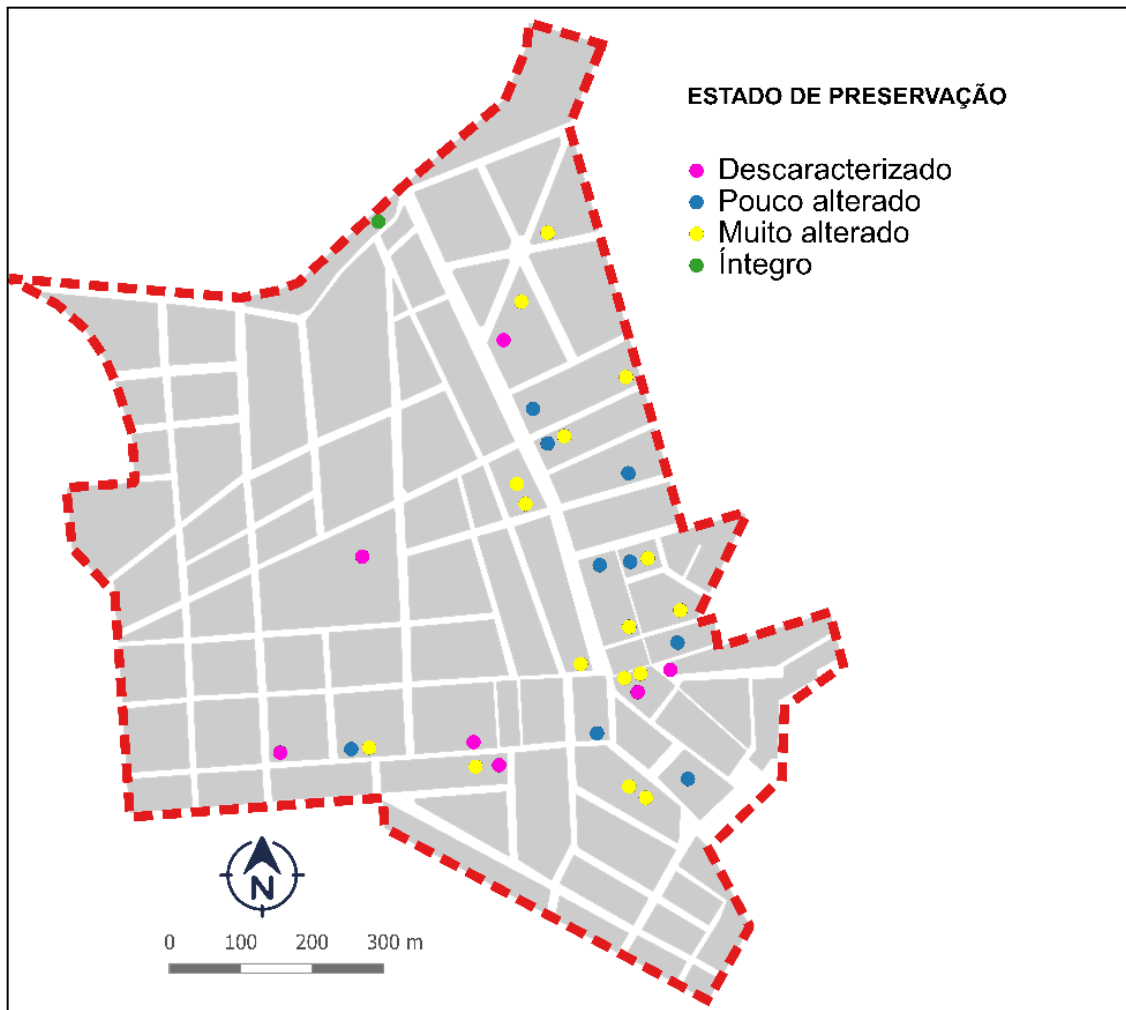 ESTADO DE PRESERVAÇÃO
Descaracterizado
Pouco alterado
Muito alterado
Íntegro
N
0 100 200 300 m